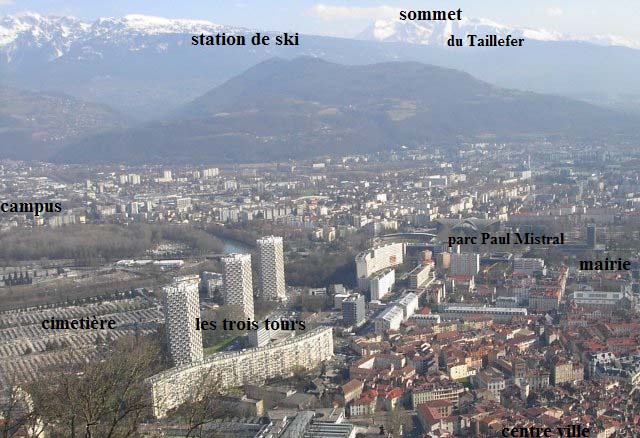 sommet
station de ski
du Taillefer
campus
parc Paul Mistral
mairie
cimetière
les trois tours
centre ville